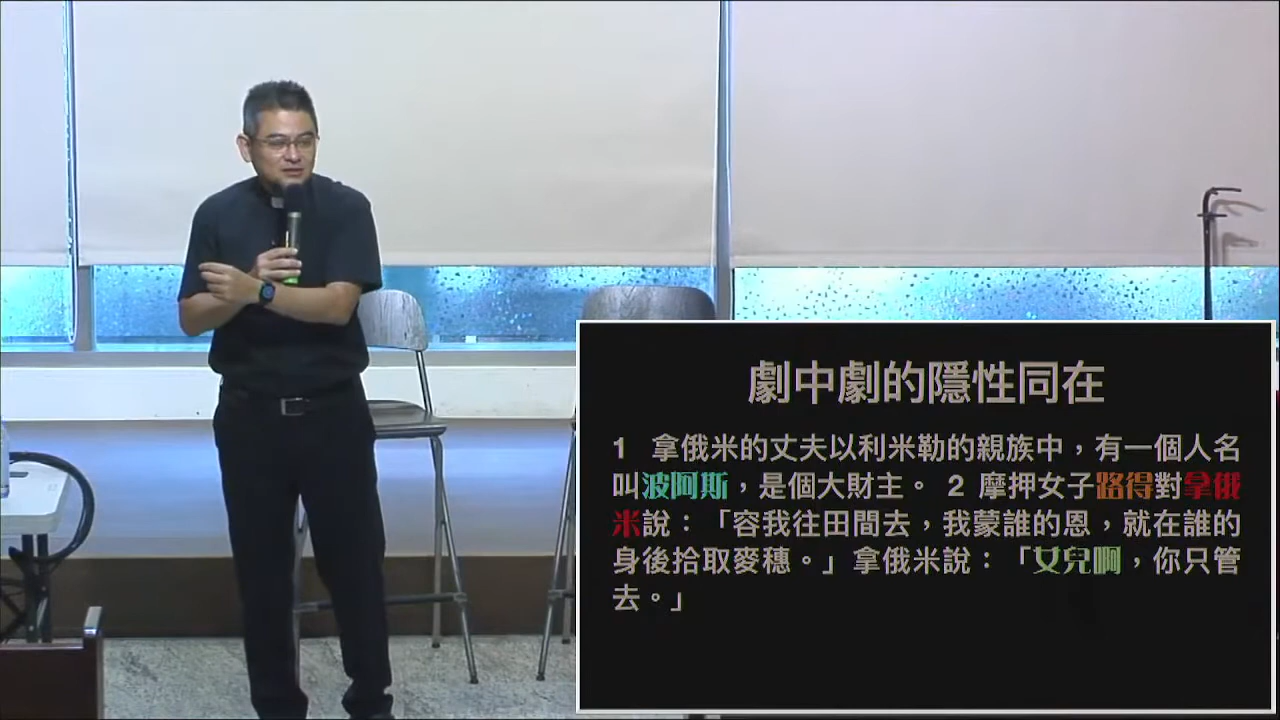 劇中劇的隱性同在
1 拿俄米的丈夫以利米勒的親族中，有一個人名
叫波阿斯，是個大財主。 2 摩押女子路得對拿俄
米說：「容我往田間去，我蒙誰的恩，就在誰的
身後拾取麥穗。」拿俄米說：「女兒啊，你只管
去。」